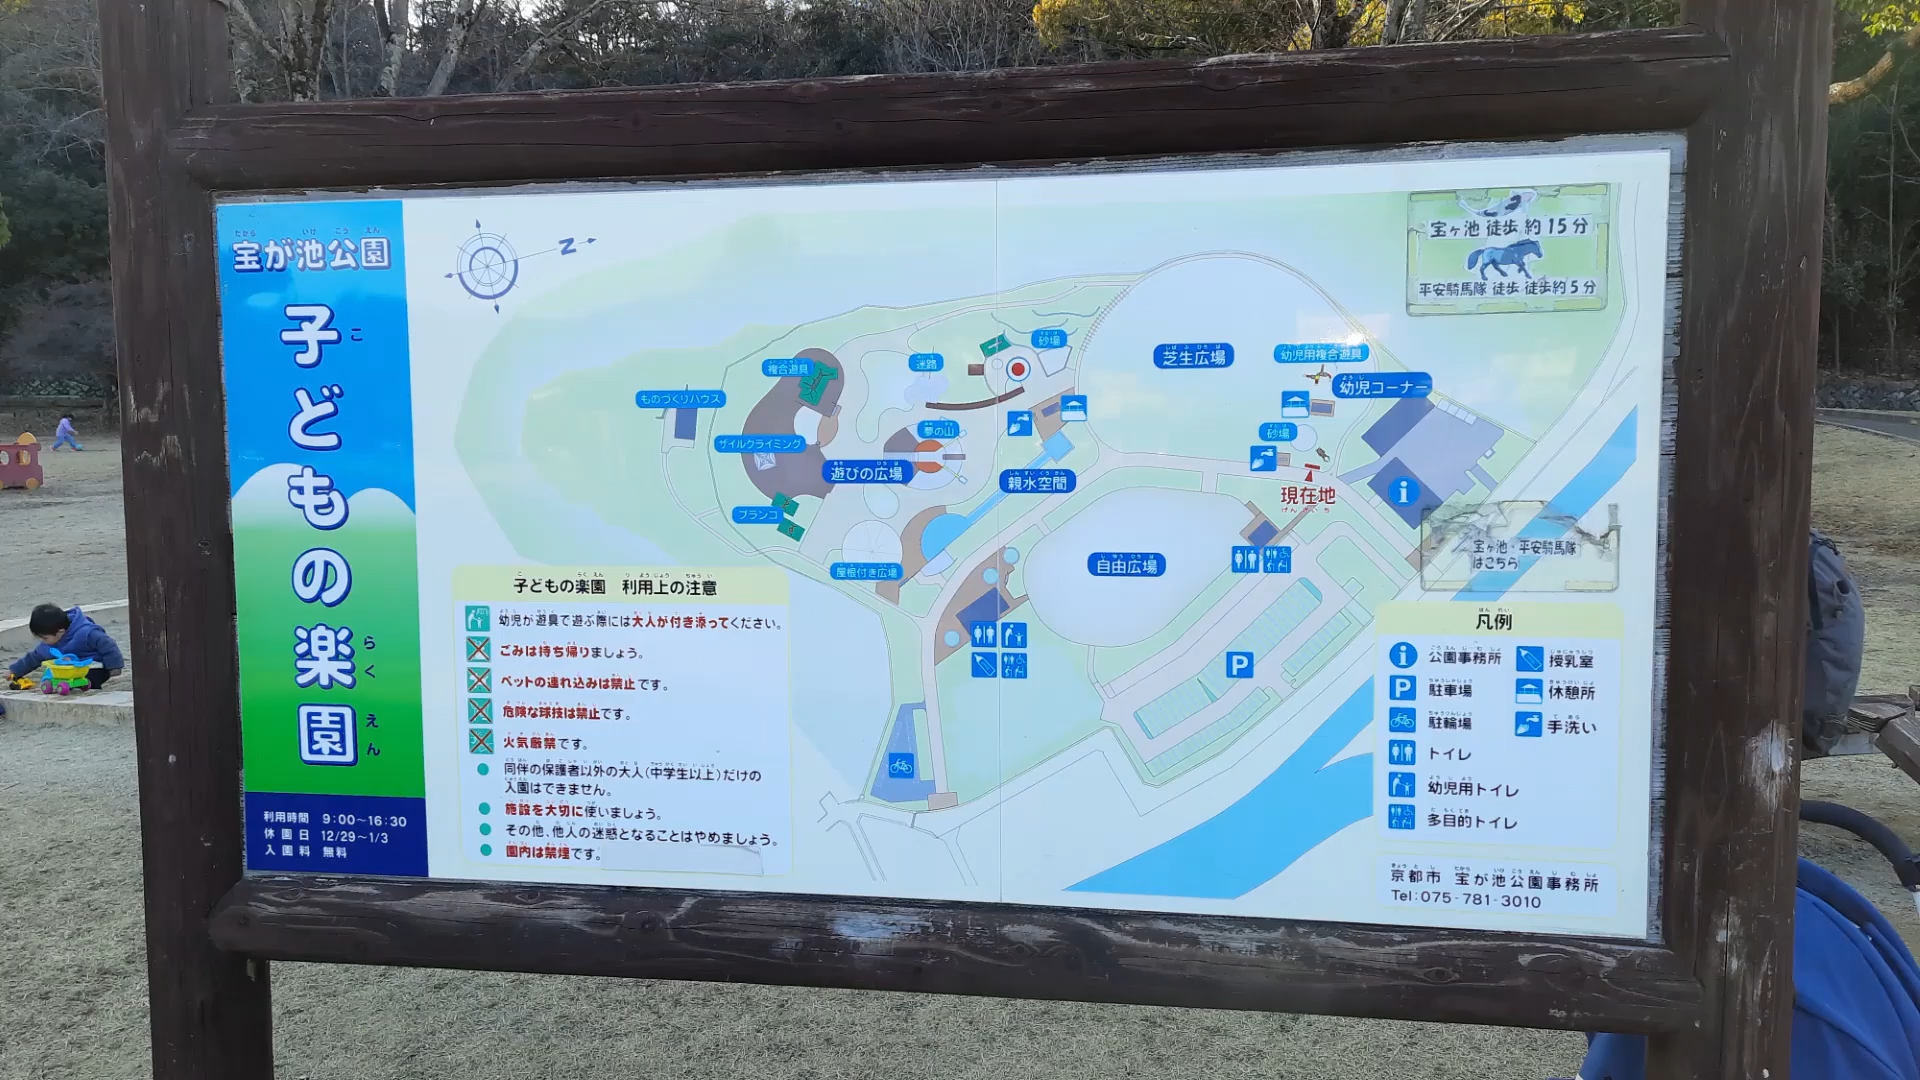 宝が池公園
子どもの楽園
利用時間 9:00～16:30
休園日 12/29～1/3
入園料 無料
N
宝ヶ池 徒歩 約15分
平安騎馬隊 徒歩 徒歩約5分
砂場
迷路
複合遊具
ものづくりハウス
ザイルクライミング
夢の山
遊びの広場
ブランコ
屋根付き広場
親水空間
芝生広場
幼児用複合遊具
幼児コーナー
砂場
現在地
げんざいち
自由広場
P
宝ヶ池・平安騎馬隊
はこちら
子どもの楽園 利用上の注意
幼児が遊具で遊ぶ際には大人が付き添ってください。
ごみは持ち帰りましょう。
ペットの連れ込みは禁止です。
危険な球技は禁止です。
火気厳禁です。
同伴の保護者以外の大人(中学生以上)だけの
入園はできません。
施設を大切に使いましょう。
その他、他人の迷惑となることはやめましょう。
園内は禁煙です。
凡例
公園事務所
P 駐車場
駐輪場
トイレ
幼児用トイレ
多目的トイレ
授乳室
休憩所
手洗い
京都市 宝が池公園事務所
Tel:075-781-3010